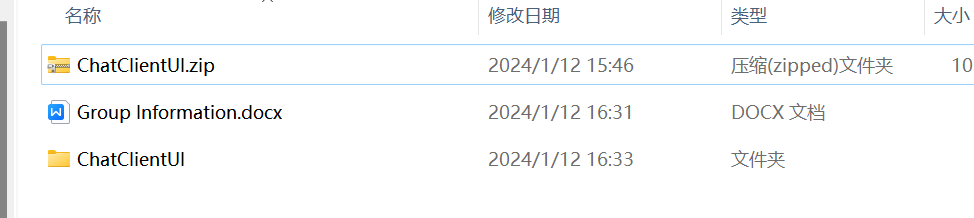 名称 修改日期 类型 大小
ChatClientUI.zip 2024/1/12 15:46 压缩(zipped)文件夹 10
Group Information.docx 2024/1/12 16:31 DOCX 文档
ChatClientUI 2024/1/12 16:33 文件夹